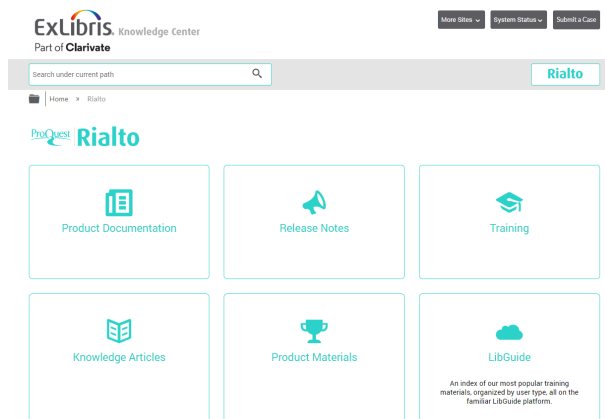 ExLibris. Knowledge Center
Part of Clarivate
More Sites
System Status
Submit a Case
Search under current path
Rialto
Home
Rialto
ProQuest Rialto
Product Documentation
Release Notes
Training
Knowledge Articles
Product Materials
LibGuide
An index of our most popular training
materials, organized by user type, all on the
familiar LibGuide platform.